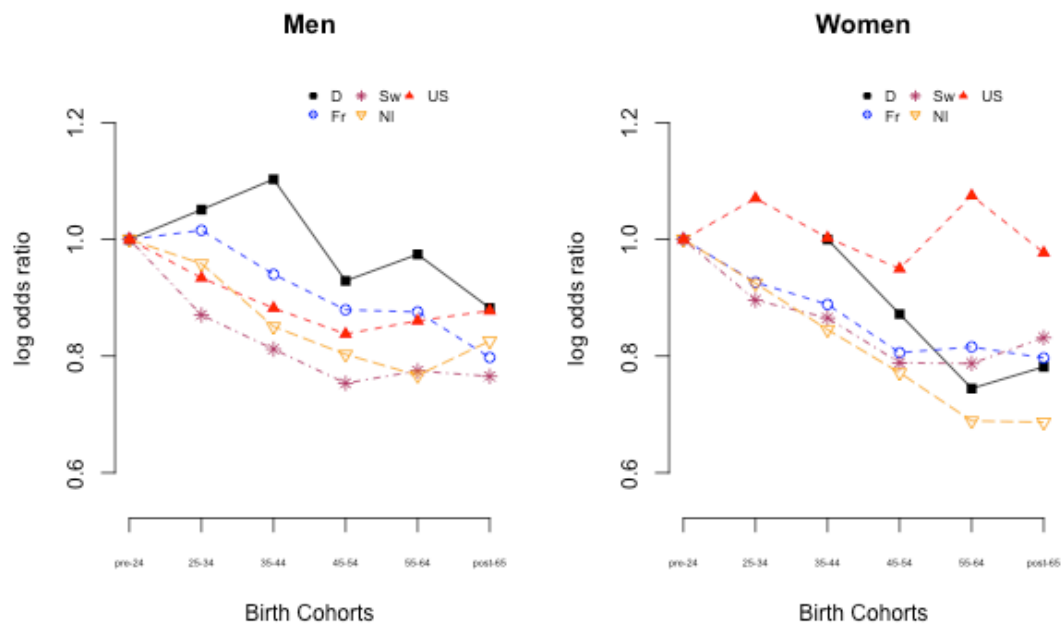 Men
D Sw US
Fr Nl
log odds ratio
1.2
1.0
0.8
0.6
pre-24 25-34 35-44 45-54 55-64 post-65
Birth Cohorts
Women
D Sw US
Fr Nl
log odds ratio
1.2
1.0
0.8
0.6
pre-24 25-34 35-44 45-54 55-64 post-65
Birth Cohorts